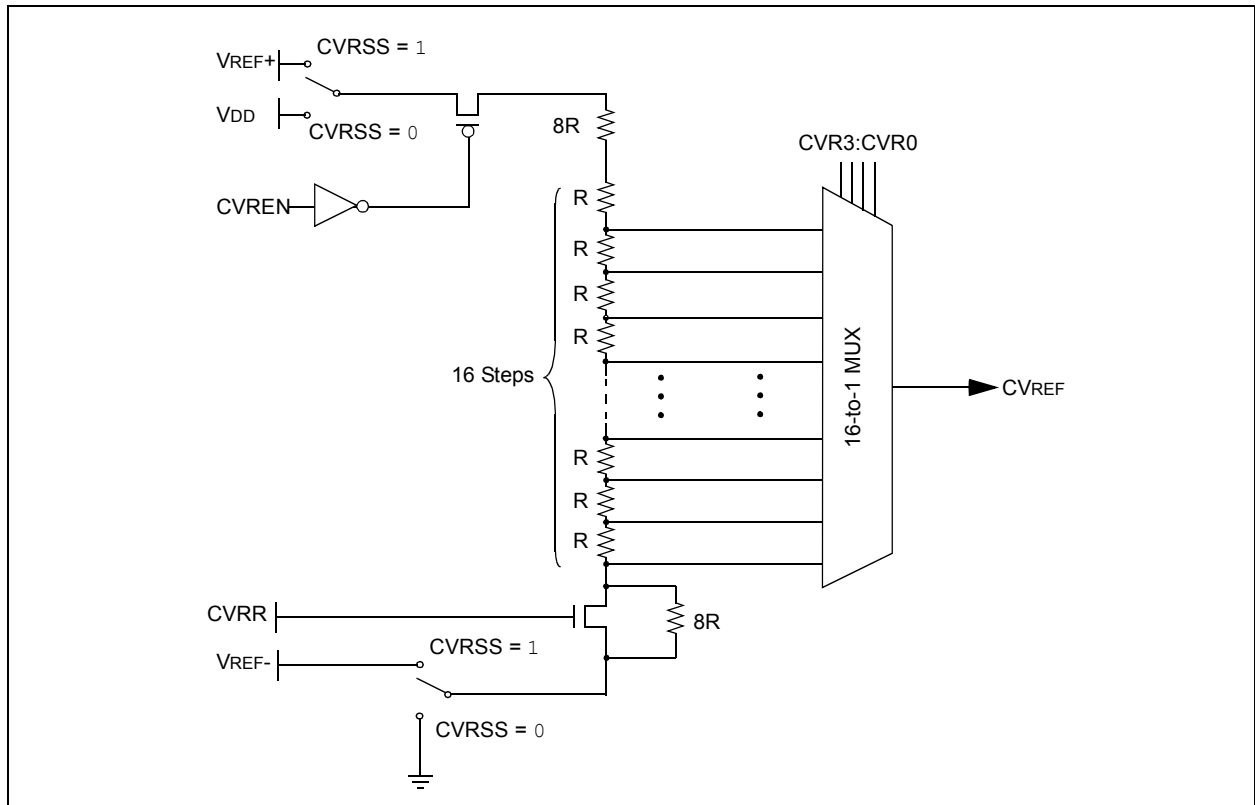 CVRSS = 1
VREF+
VDD
CVRSS = 0
8R
CVR3:CVR0
CVREN
R
R
R
R
16 Steps
16-to-1 MUX
CVREF
R
R
R
CVRR
8R
CVRSS = 1
VREF-
CVRSS = 0